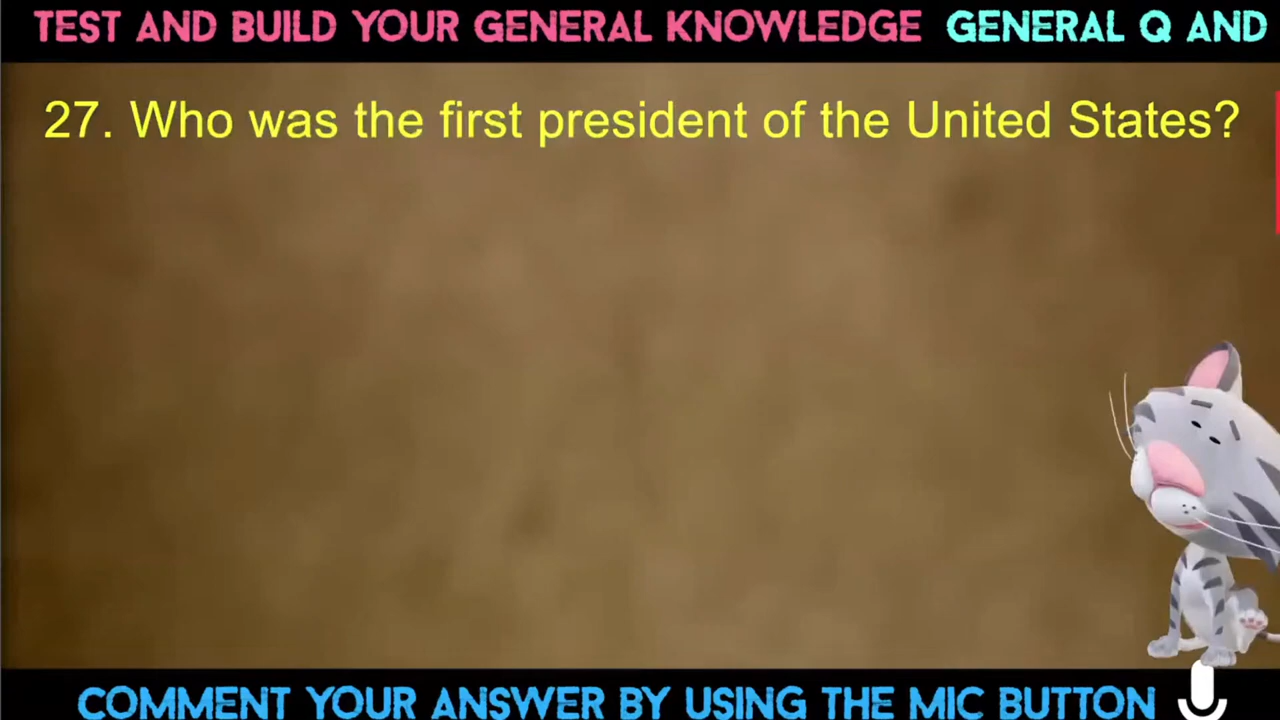 TEST AND BUILD YOUR GENERAL KNOWLEDGE GENERAL Q AND
27. Who was the first president of the United States?
COMMENT YOUR ANSWER BY USING THE MIC BUTTON